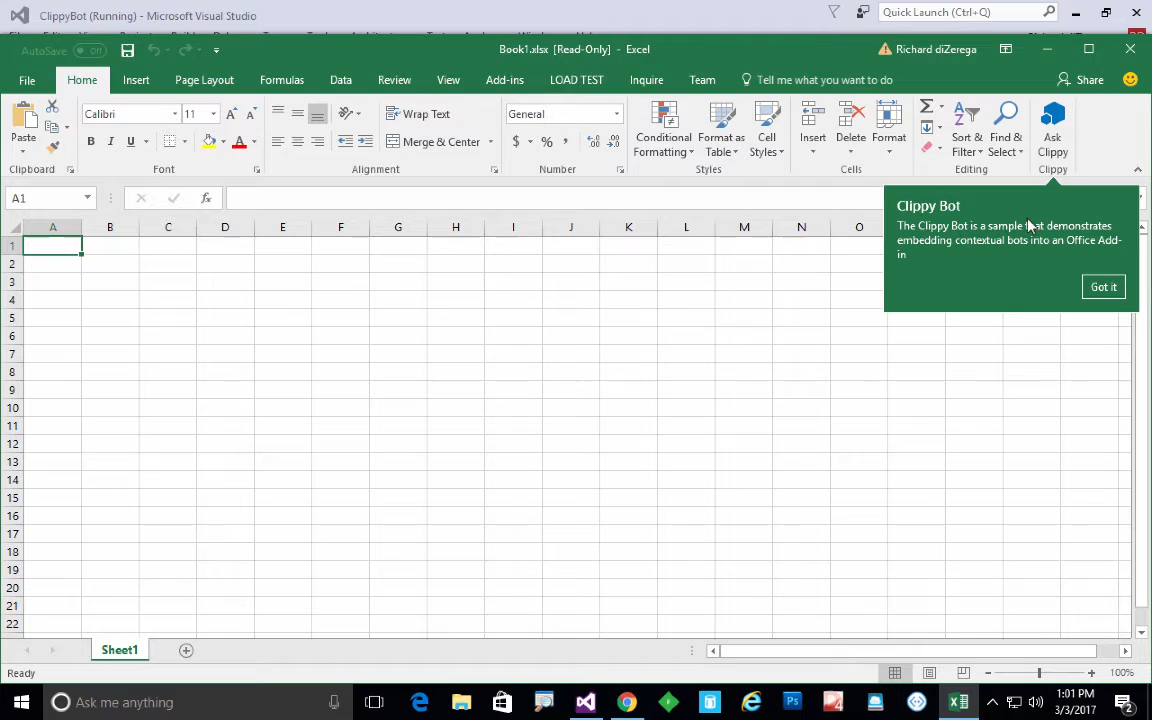 ClippyBot (Running) - Microsoft Visual Studio
Quick Launch (Ctrl+Q)
AutoSave Off
Book1.xlsx [Read-Only] - Excel
Richard diZerega
File Home Insert Page Layout Formulas Data Review View Add-ins LOAD TEST Inquire Team Tell me what you want to do Share
Paste
Calibri 11
B I U A
Wrap Text
Merge & Center
General
$ % ,
Conditional Formatting
Format as Table
Cell Styles
Insert
Delete
Format
Sort & Filter
Find & Select
Ask Clippy
Clipboard Font Alignment Number Styles Cells Editing Clippy
A1
fx
Clippy Bot
The Clippy Bot is a sample that demonstrates
embedding contextual bots into an Office Add-
in
Got it
A B C D E F G H I J K L M N O
1
2
3
4
5
6
7
8
9
10
11
12
13
14
15
16
17
18
19
20
21
22
Sheet1
Ready
100%
Ask me anything
1:01 PM
3/3/2017
2